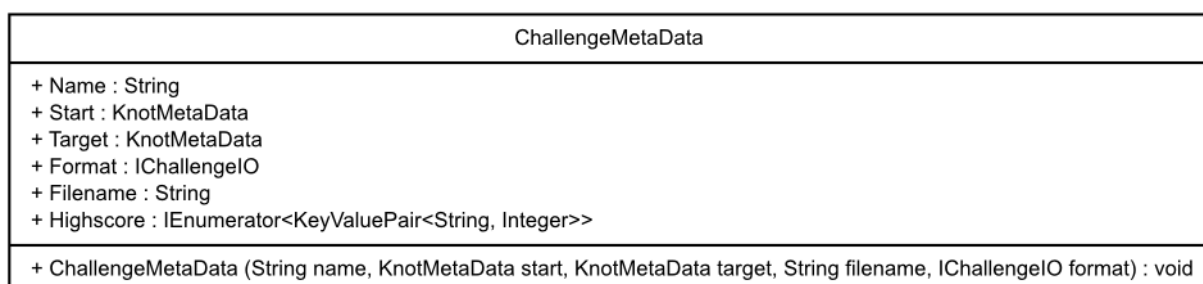 ChallengeMetaData
+ Name : String
+ Start : KnotMetaData
+ Target : KnotMetaData
+ Format : IChallengeIO
+ Filename : String
+ Highscore : IEnumerator<KeyValuePair<String, Integer>>
+ ChallengeMetaData (String name, KnotMetaData start, KnotMetaData target, String filename, IChallengeIO format) : void